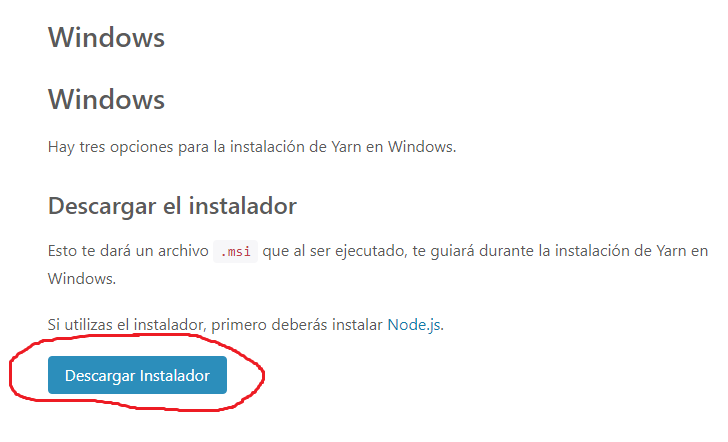 Windows
Windows
Hay tres opciones para la instalación de Yarn en Windows.
Descargar el instalador
Esto te dará un archivo .msi que al ser ejecutado, te guiará durante la instalación de Yarn en
Windows.
Si utilizas el instalador, primero deberás instalar Node.js.
Descargar Instalador